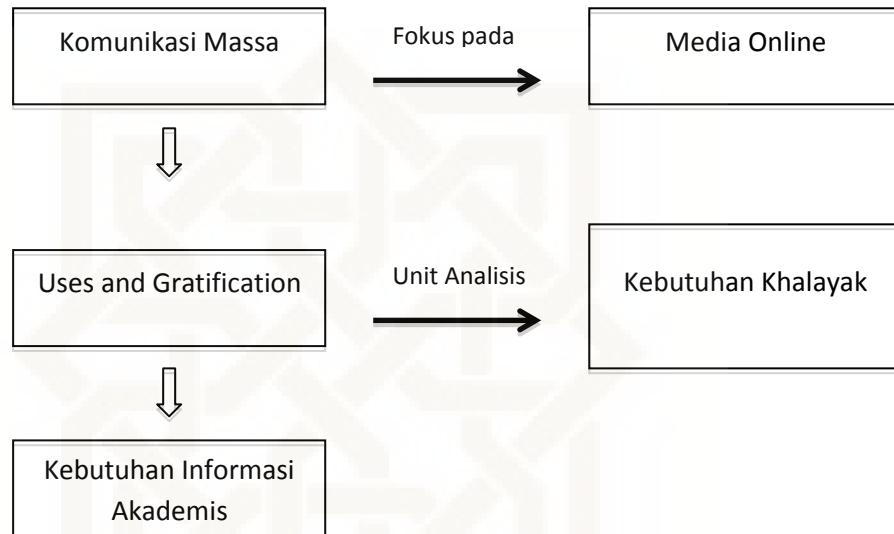 Komunikasi Massa
Fokus pada
Media Online
Uses and Gratification
Unit Analisis
Kebutuhan Khalayak
Kebutuhan Informasi
Akademis